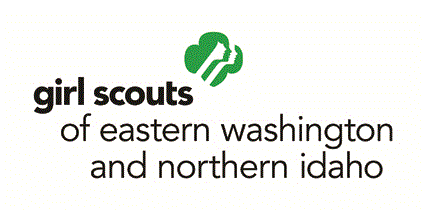 girl scouts
of eastern washington
and northern idaho